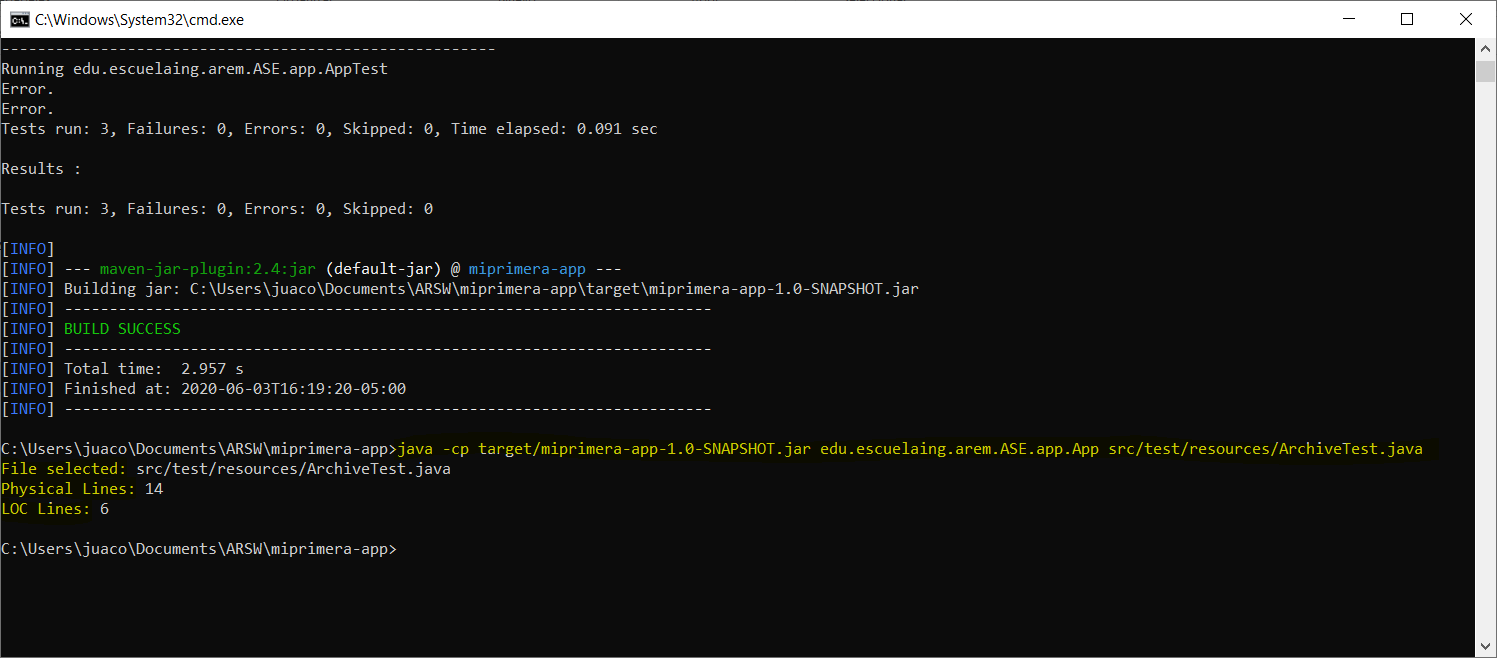 C:\Windows\System32\cmd.exe
-------------------------------------------------------
Running edu.escuelaing.arem.ASE.app.AppTest
Error.
Error.
Tests run: 3, Failures: 0, Errors: 0, Skipped: 0, Time elapsed: 0.091 sec
Results :
Tests run: 3, Failures: 0, Errors: 0, Skipped: 0
[INFO]
[INFO] --- maven-jar-plugin:2.4:jar (default-jar) @ miprimera-app ---
[INFO] Building jar: C:\Users\juaco\Documents\ARSW\miprimera-app\target\miprimera-app-1.0-SNAPSHOT.jar
[INFO] ------------------------------------------------------------------------
[INFO] BUILD SUCCESS
[INFO] ------------------------------------------------------------------------
[INFO] Total time:  2.957 s
[INFO] Finished at: 2020-06-03T16:19:20-05:00
[INFO] ------------------------------------------------------------------------
C:\Users\juaco\Documents\ARSW\miprimera-app>java -cp target/miprimera-app-1.0-SNAPSHOT.jar edu.escuelaing.arem.ASE.app.App src/test/resources/ArchiveTest.java
File selected: src/test/resources/ArchiveTest.java
Physical Lines: 14
LOC Lines: 6
C:\Users\juaco\Documents\ARSW\miprimera-app>